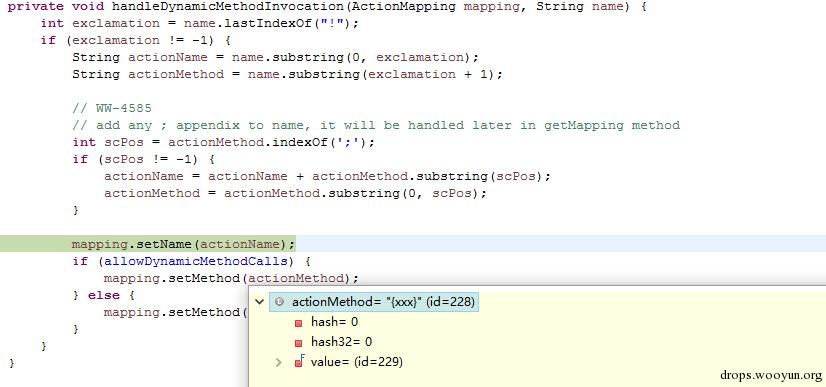 private void handleDynamicMethodInvocation(ActionMapping mapping, String name) {
    int exclamation = name.lastIndexOf("!");
    if (exclamation != -1) {
        String actionName = name.substring(0, exclamation);
        String actionMethod = name.substring(exclamation + 1);

        // WW-4585
        // add any ; appendix to name, it will be handled later in getMapping method
        int scPos = actionMethod.indexOf(';');
        if (scPos != -1) {
            actionName = actionName + actionMethod.substring(scPos);
            actionMethod = actionMethod.substring(0, scPos);
        }

        mapping.setName(actionName);
        if (allowDynamicMethodCalls) {
            mapping.setMethod(actionMethod);
        } else {
            mapping.setMethod(
        }
    }
}
actionMethod= "{xxx}" (id=228)
hash= 0
hash32= 0
value= (id=229)
drops.wooyun.org